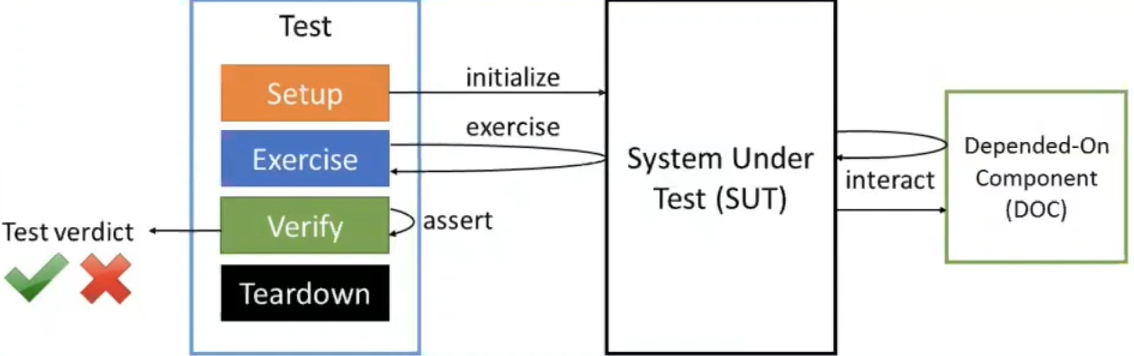 Test
Setup
initialize
exercise
Exercise
System Under
Test (SUT)
Depended-On
Component
(DOC)
interact
Test verdict
Verify
assert
Teardown